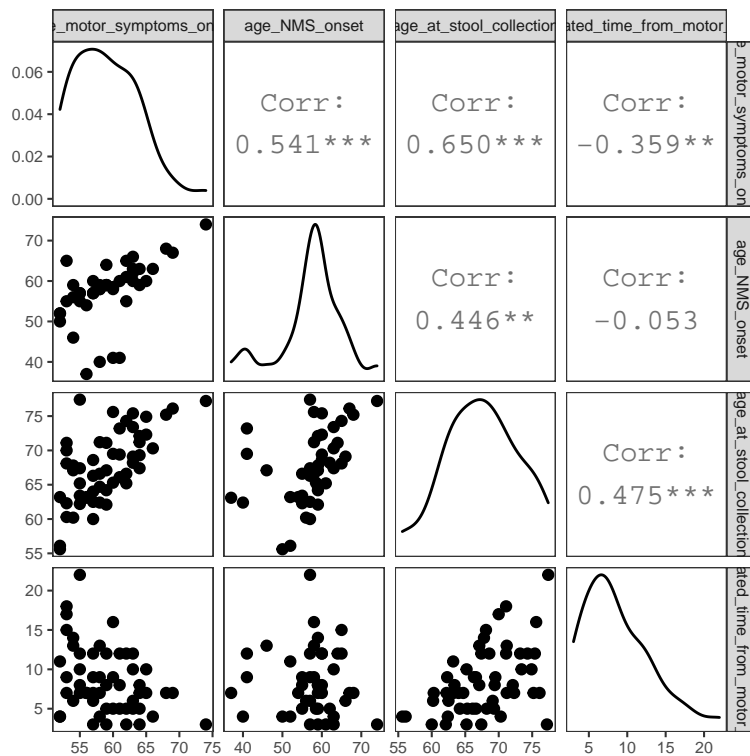 e_motor_symptoms_on
age_NMS_onset
age_at_stool_collection
ated_time_from_motor_
0.06
0.04
0.02
0.00
Corr:
0.541***
Corr:
0.650***
Corr:
-0.359**
e_motor_symptoms_on
70
60
50
40
Corr:
0.446**
Corr:
-0.053
age_NMS_onset
75
70
65
60
55
Corr:
0.475***
age_at_stool_collection
20
15
10
5
ated_time_from_motor_
55 60 65 70 75
40 50 60 70
55 60 65 70 75
5 10 15 20